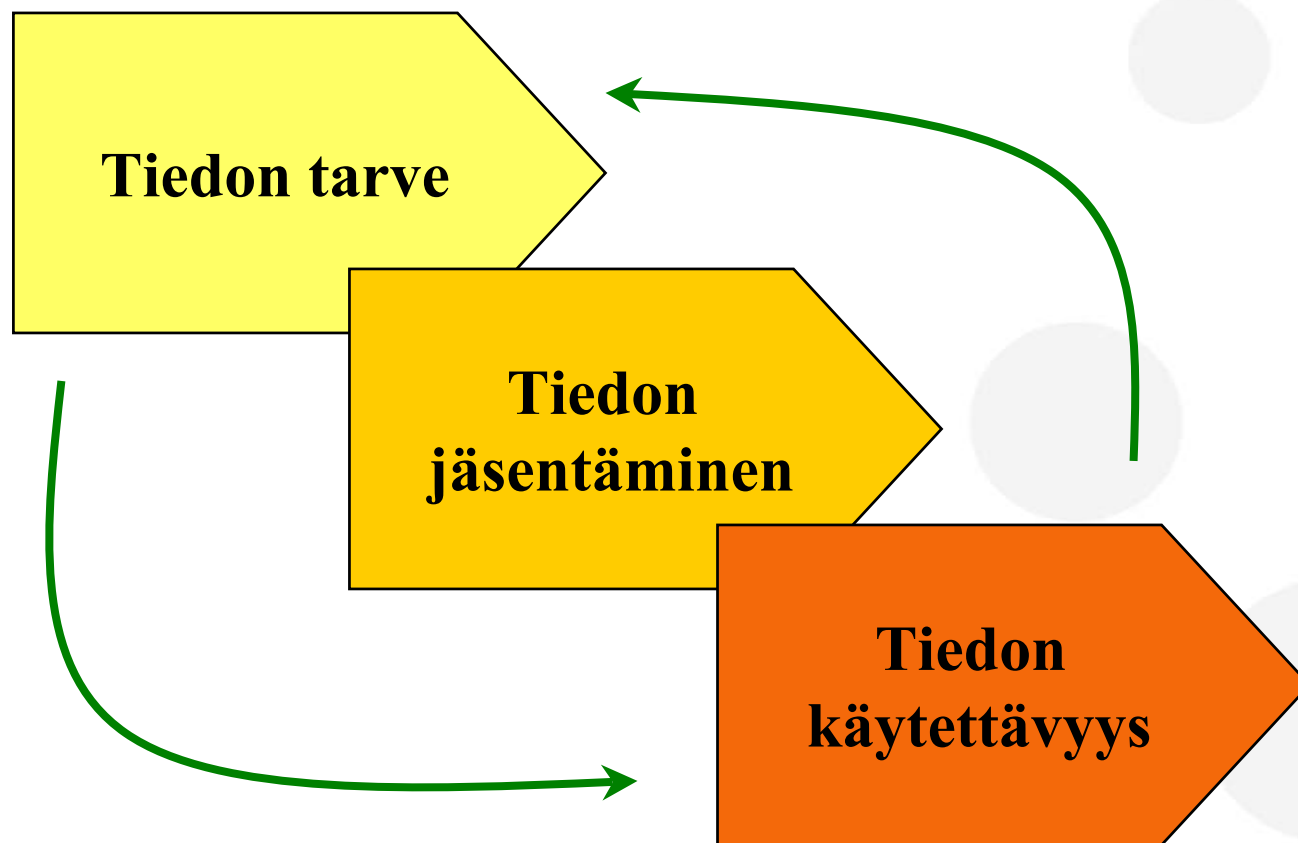 Tiedon tarve
Tiedon
jäsentäminen
Tiedon
käytettävyys